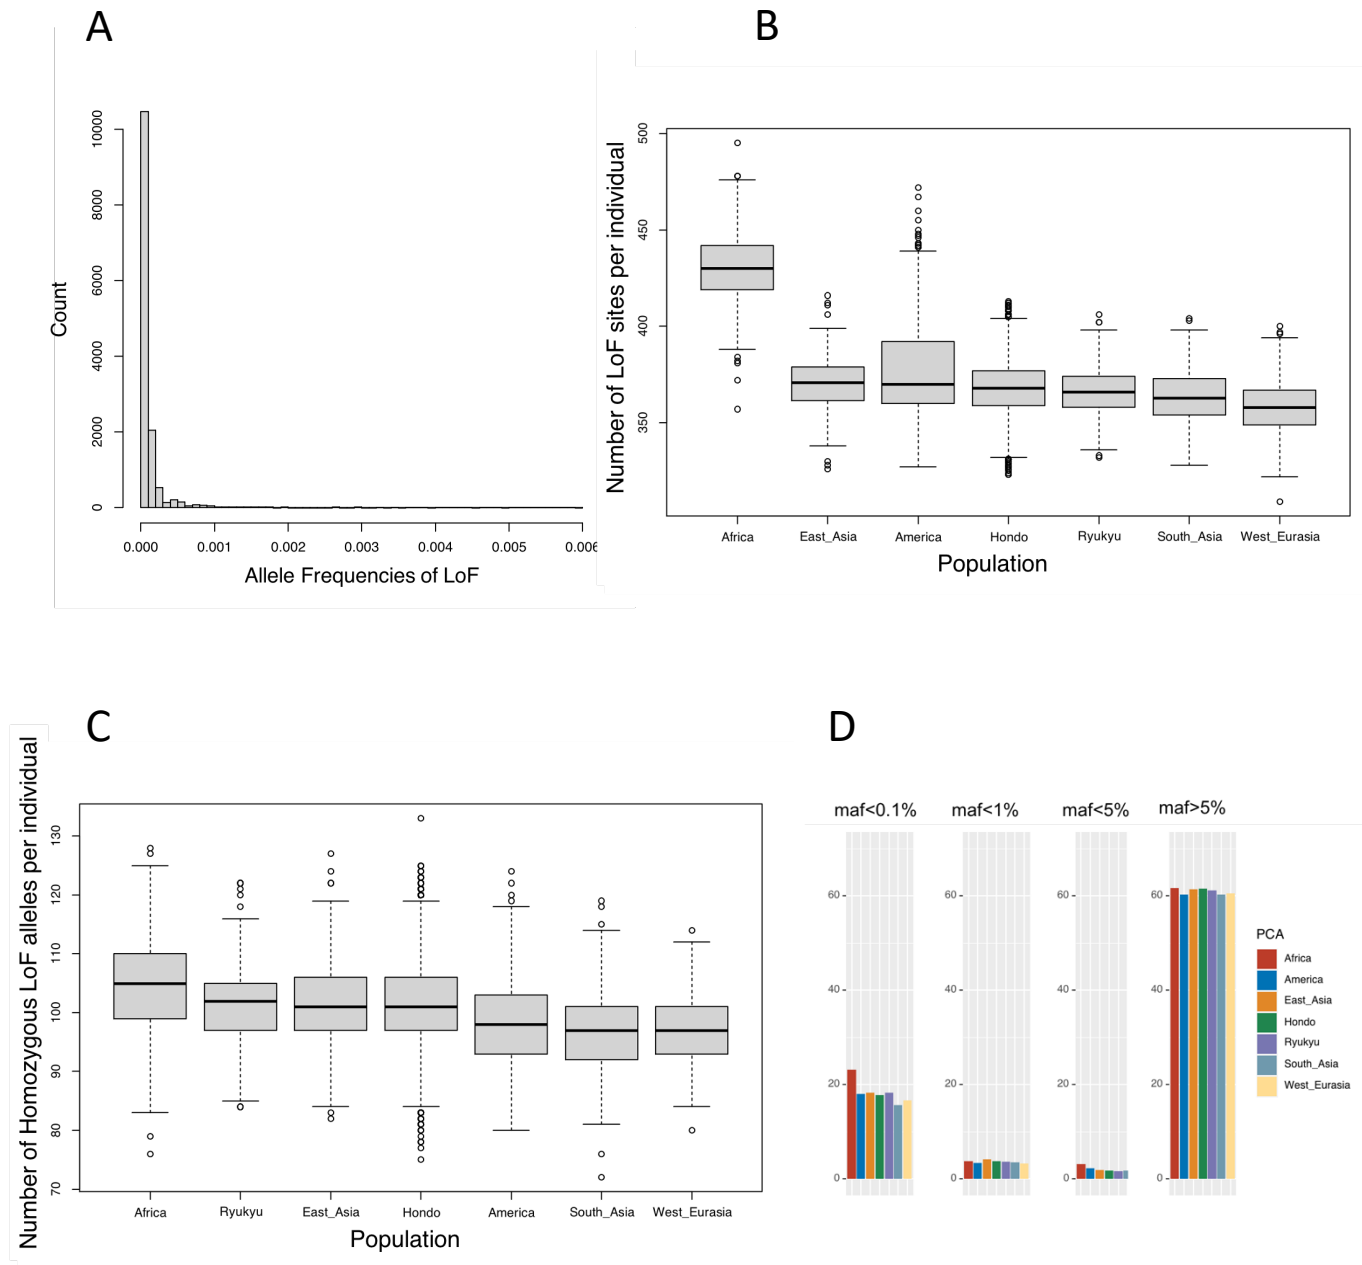 A
Count
10000
8000
6000
4000
2000
0
0.000 0.001 0.002 0.003 0.004 0.005 0.006
Allele Frequencies of LoF
B
Number of LoF sites per individual
500
450
400
350
Africa East_Asia America Hondo Ryukyu South_Asia West_Eurasia
Population
C
Number of Homozygous LoF alleles per individual
130
120
110
100
90
80
70
Africa Ryukyu East_Asia Hondo America South_Asia West_Eurasia
Population
D
maf<0.1% maf<1% maf<5% maf>5%
60 60 60 60
40 40 40 40
20 20 20 20
0 0 0 0
PCA
Africa
America
East_Asia
Hondo
Ryukyu
South_Asia
West_Eurasia